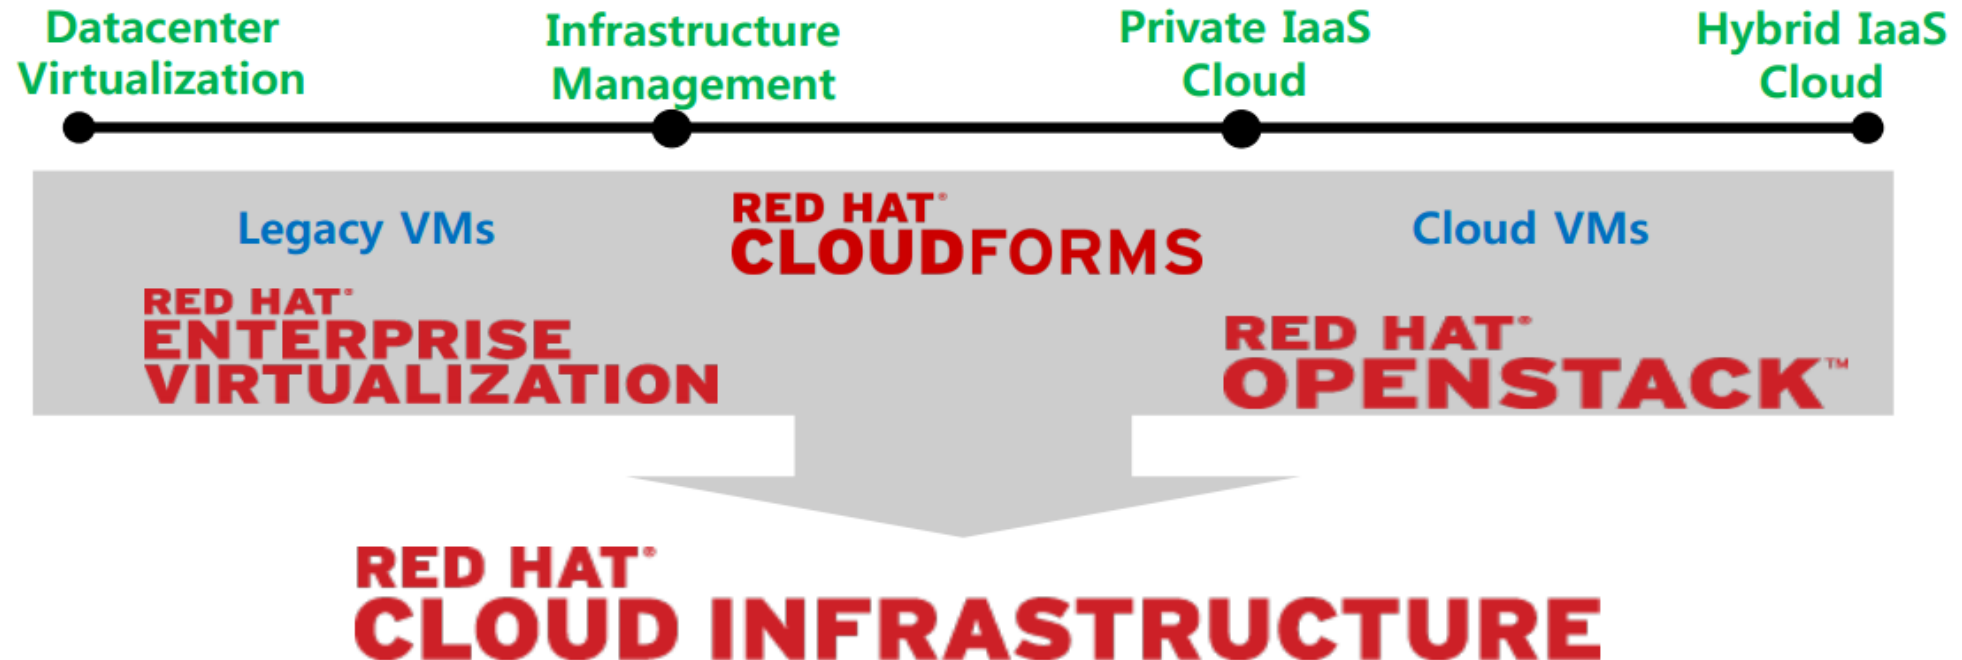 Datacenter
Virtualization
Infrastructure
Management
Private IaaS
Cloud
Hybrid IaaS
Cloud
Legacy VMs
RED HAT®
ENTERPRISE
VIRTUALIZATION
RED HAT®
CLOUDFORMS
Cloud VMs
RED HAT®
OPENSTACK™
RED HAT®
CLOUD INFRASTRUCTURE